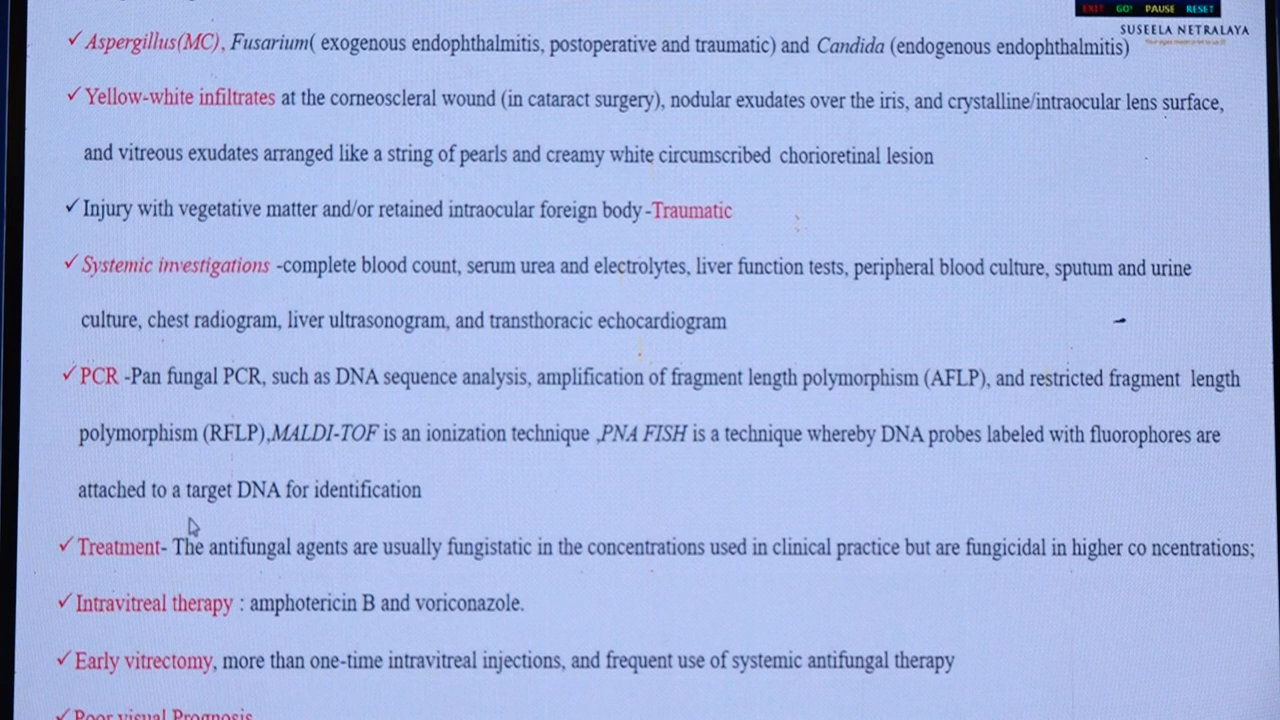 EXIT GO! PAUSE RESET
SUSEELA NETRALAYA
✓ Aspergillus(MC), Fusarium( exogenous endophthalmitis, postoperative and traumatic) and Candida (endogenous endophthalmitis)
✓ Yellow-white infiltrates at the corneoscleral wound (in cataract surgery), nodular exudates over the iris, and crystalline/intraocular lens surface,
and vitreous exudates arranged like a string of pearls and creamy white circumscribed chorioretinal lesion
✓ Injury with vegetative matter and/or retained intraocular foreign body -Traumatic
✓ Systemic investigations -complete blood count, serum urea and electrolytes, liver function tests, peripheral blood culture, sputum and urine
culture, chest radiogram, liver ultrasonogram, and transthoracic echocardiogram
✓ PCR -Pan fungal PCR, such as DNA sequence analysis, amplification of fragment length polymorphism (AFLP), and restricted fragment length
polymorphism (RFLP),MALDI-TOF is an ionization technique ,PNA FISH is a technique whereby DNA probes labeled with fluorophores are
attached to a target DNA for identification
✓ Treatment- The antifungal agents are usually fungistatic in the concentrations used in clinical practice but are fungicidal in higher co ncentrations;
✓ Intravitreal therapy : amphotericin B and voriconazole.
✓ Early vitrectomy, more than one-time intravitreal injections, and frequent use of systemic antifungal therapy
✓ Poor visual Prognosis